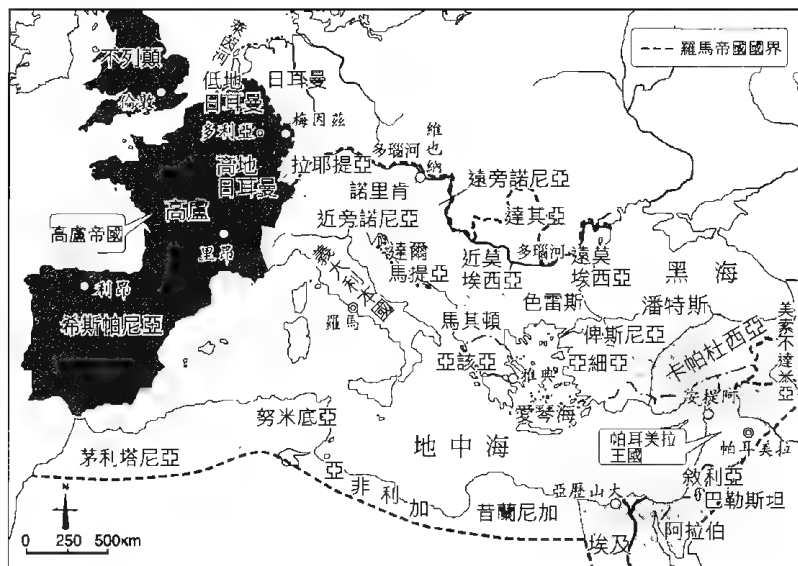 羅馬帝國國界
不列顛
倫敦
萊因河
低地
日耳曼
日耳曼
多利亞
梅因茲
高地
日耳曼
拉耶提亞
多瑙河
維也納
高盧
高盧帝國
里昂
利昂
希斯帕尼亞
諾里肯
遠旁諾尼亞
近旁諾尼亞
達其亞
達爾
馬提亞
近莫
埃西亞
多瑙河
遠莫
埃西亞
黑海
義大利本國
羅馬
色雷斯
潘特斯
馬其頓
俾斯尼亞
亞該亞
雅典
亞細亞
愛琴海
卡帕杜西亞
美索不達米亞
安提阿
帕耳美拉
王國
帕耳美拉
敘利亞
巴勒斯坦
阿拉伯
努米底亞
茅利塔尼亞
地中海
亞非利加
昔蘭尼加
亞歷山大
埃及
0 250 500km